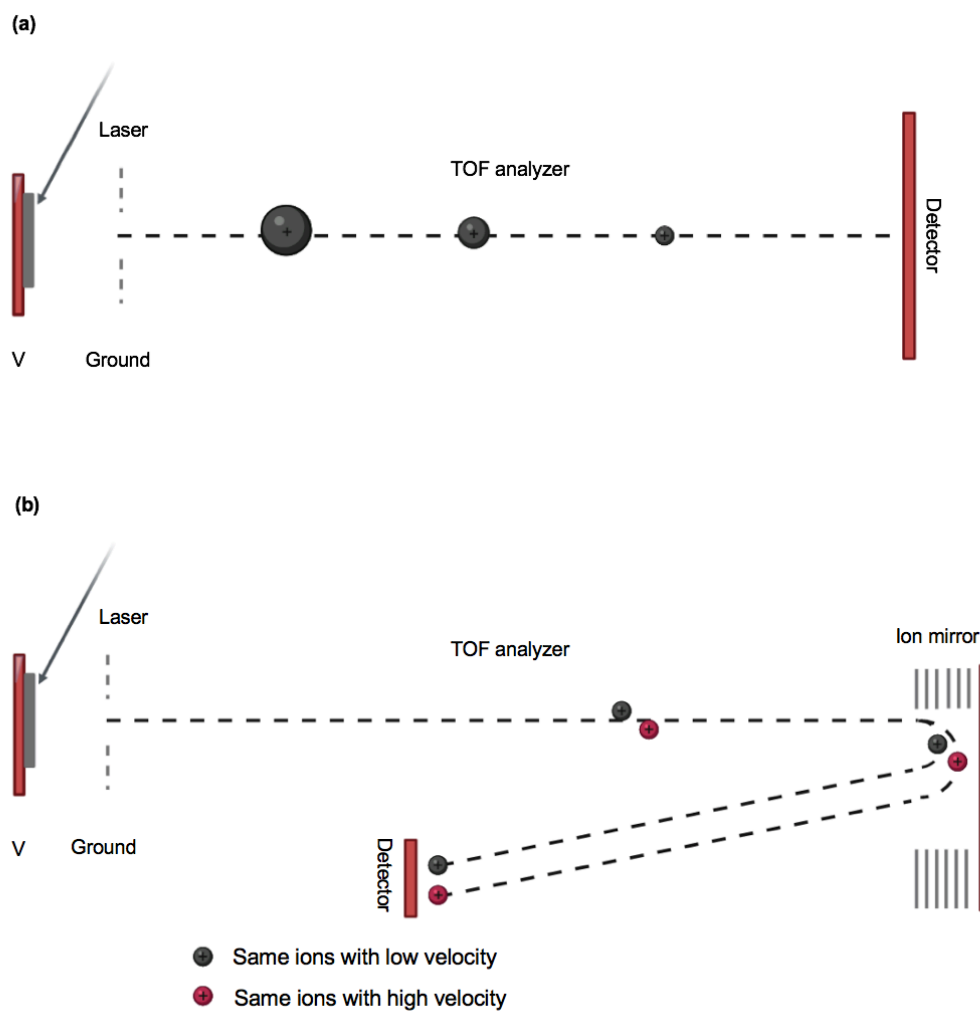 (a)
Laser
TOF analyzer
Detector
V
Ground
+
+
+
(b)
Laser
TOF analyzer
Ion mirror
+
+
+
+
V
Ground
Detector
+
+
+ Same ions with low velocity
+ Same ions with high velocity